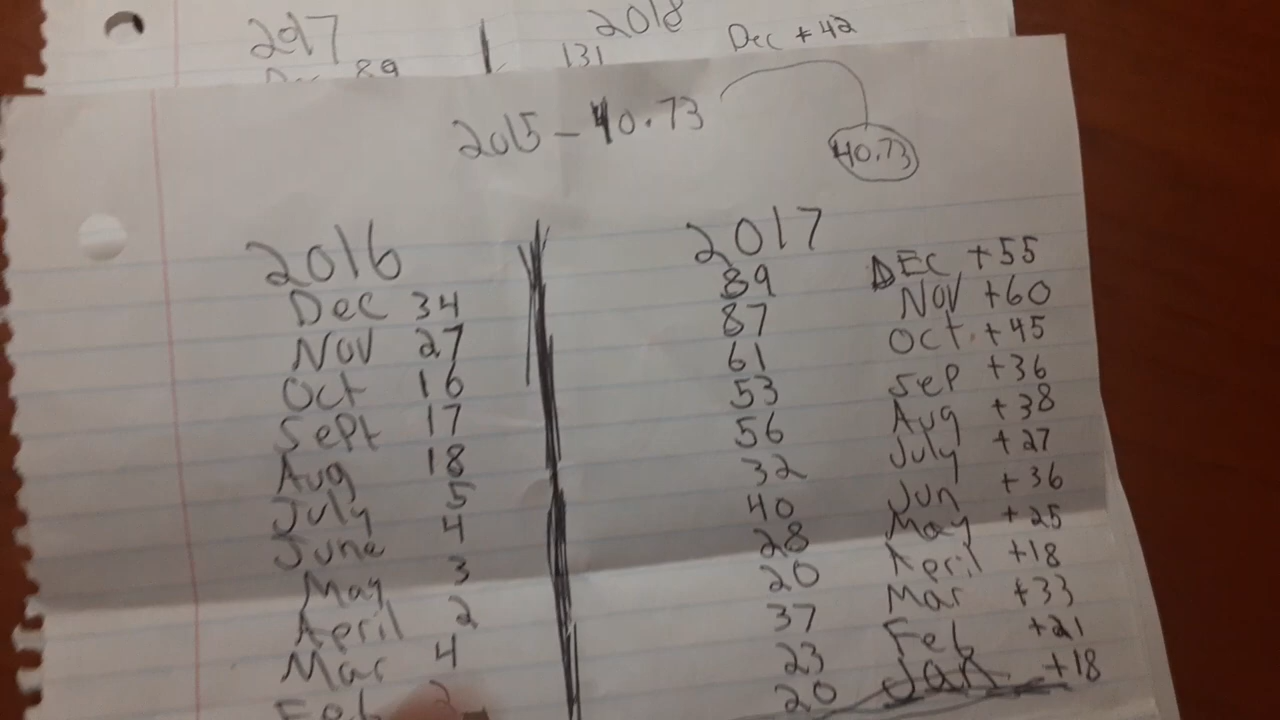 2017 | 2018
Dec 89 131 Dec +42
2015 - 40.73
40.73
2016 2017
Dec 34 89 DEC +55
Nov 27 87 Nov +60
Oct 16 61 Oct. +45
Sept 17 53 Sep +36
Aug 18 56 Aug +38
July 5 32 July +27
June 4 40 Jun +36
May 3 28 May +25
April 2 20 April +18
Mar 4 37 Mar +33
Feb 2 23 Feb +21
20 Jan +18